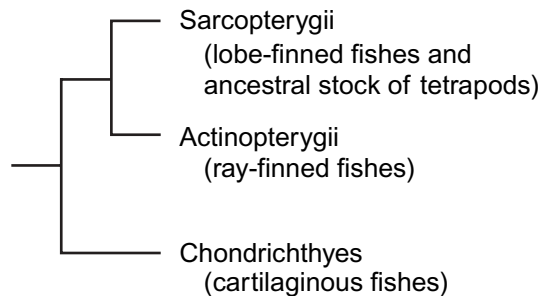 Sarcopterygii
(lobe-finned fishes and
ancestral stock of tetrapods)
Actinopterygii
(ray-finned fishes)
Chondrichthyes
(cartilaginous fishes)